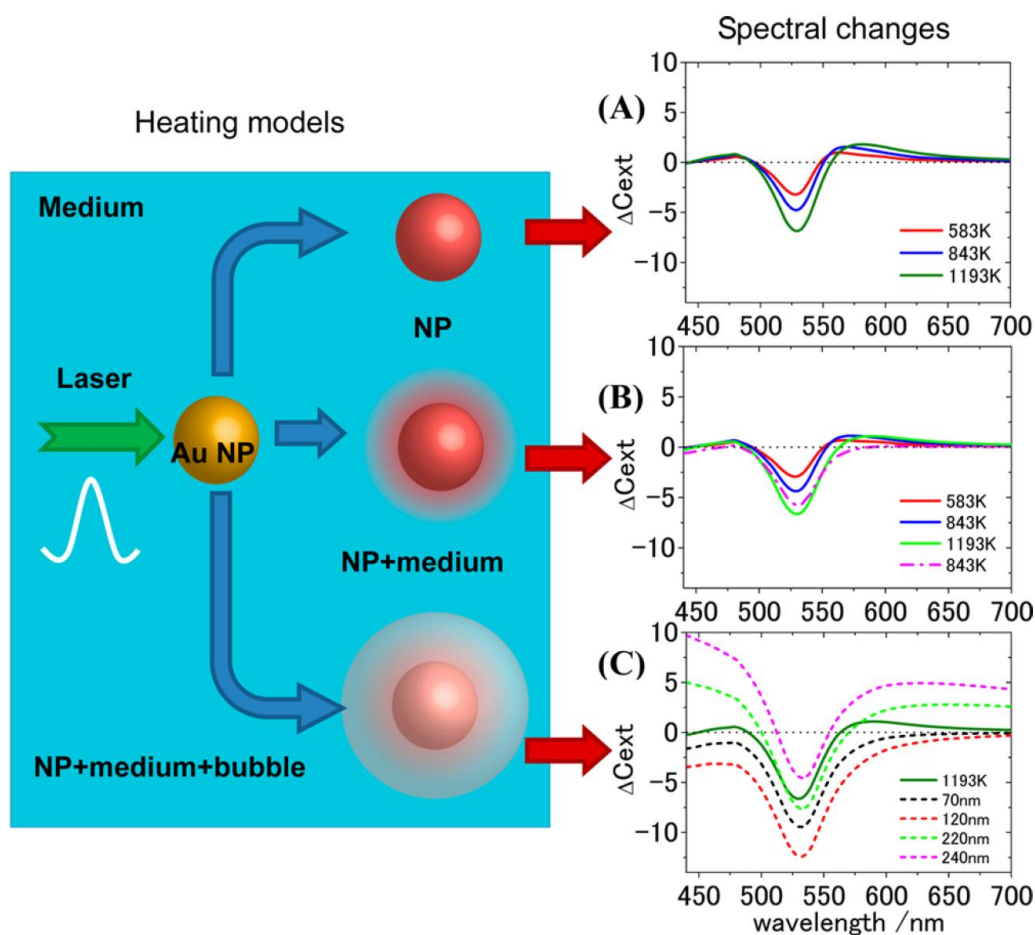 Spectral changes
Heating models
Medium
Laser
Au NP
NP
NP+medium
NP+medium+bubble
(A)
10
5
0
−5
−10
ΔCext
583K
843K
1193K
450 500 550 600 650 700
(B)
10
5
0
−5
−10
ΔCext
583K
843K
1193K
843K
450 500 550 600 650 700
(C)
10
5
0
−5
−10
ΔCext
1193K
70nm
120nm
220nm
240nm
450 500 550 600 650 700
wavelength /nm